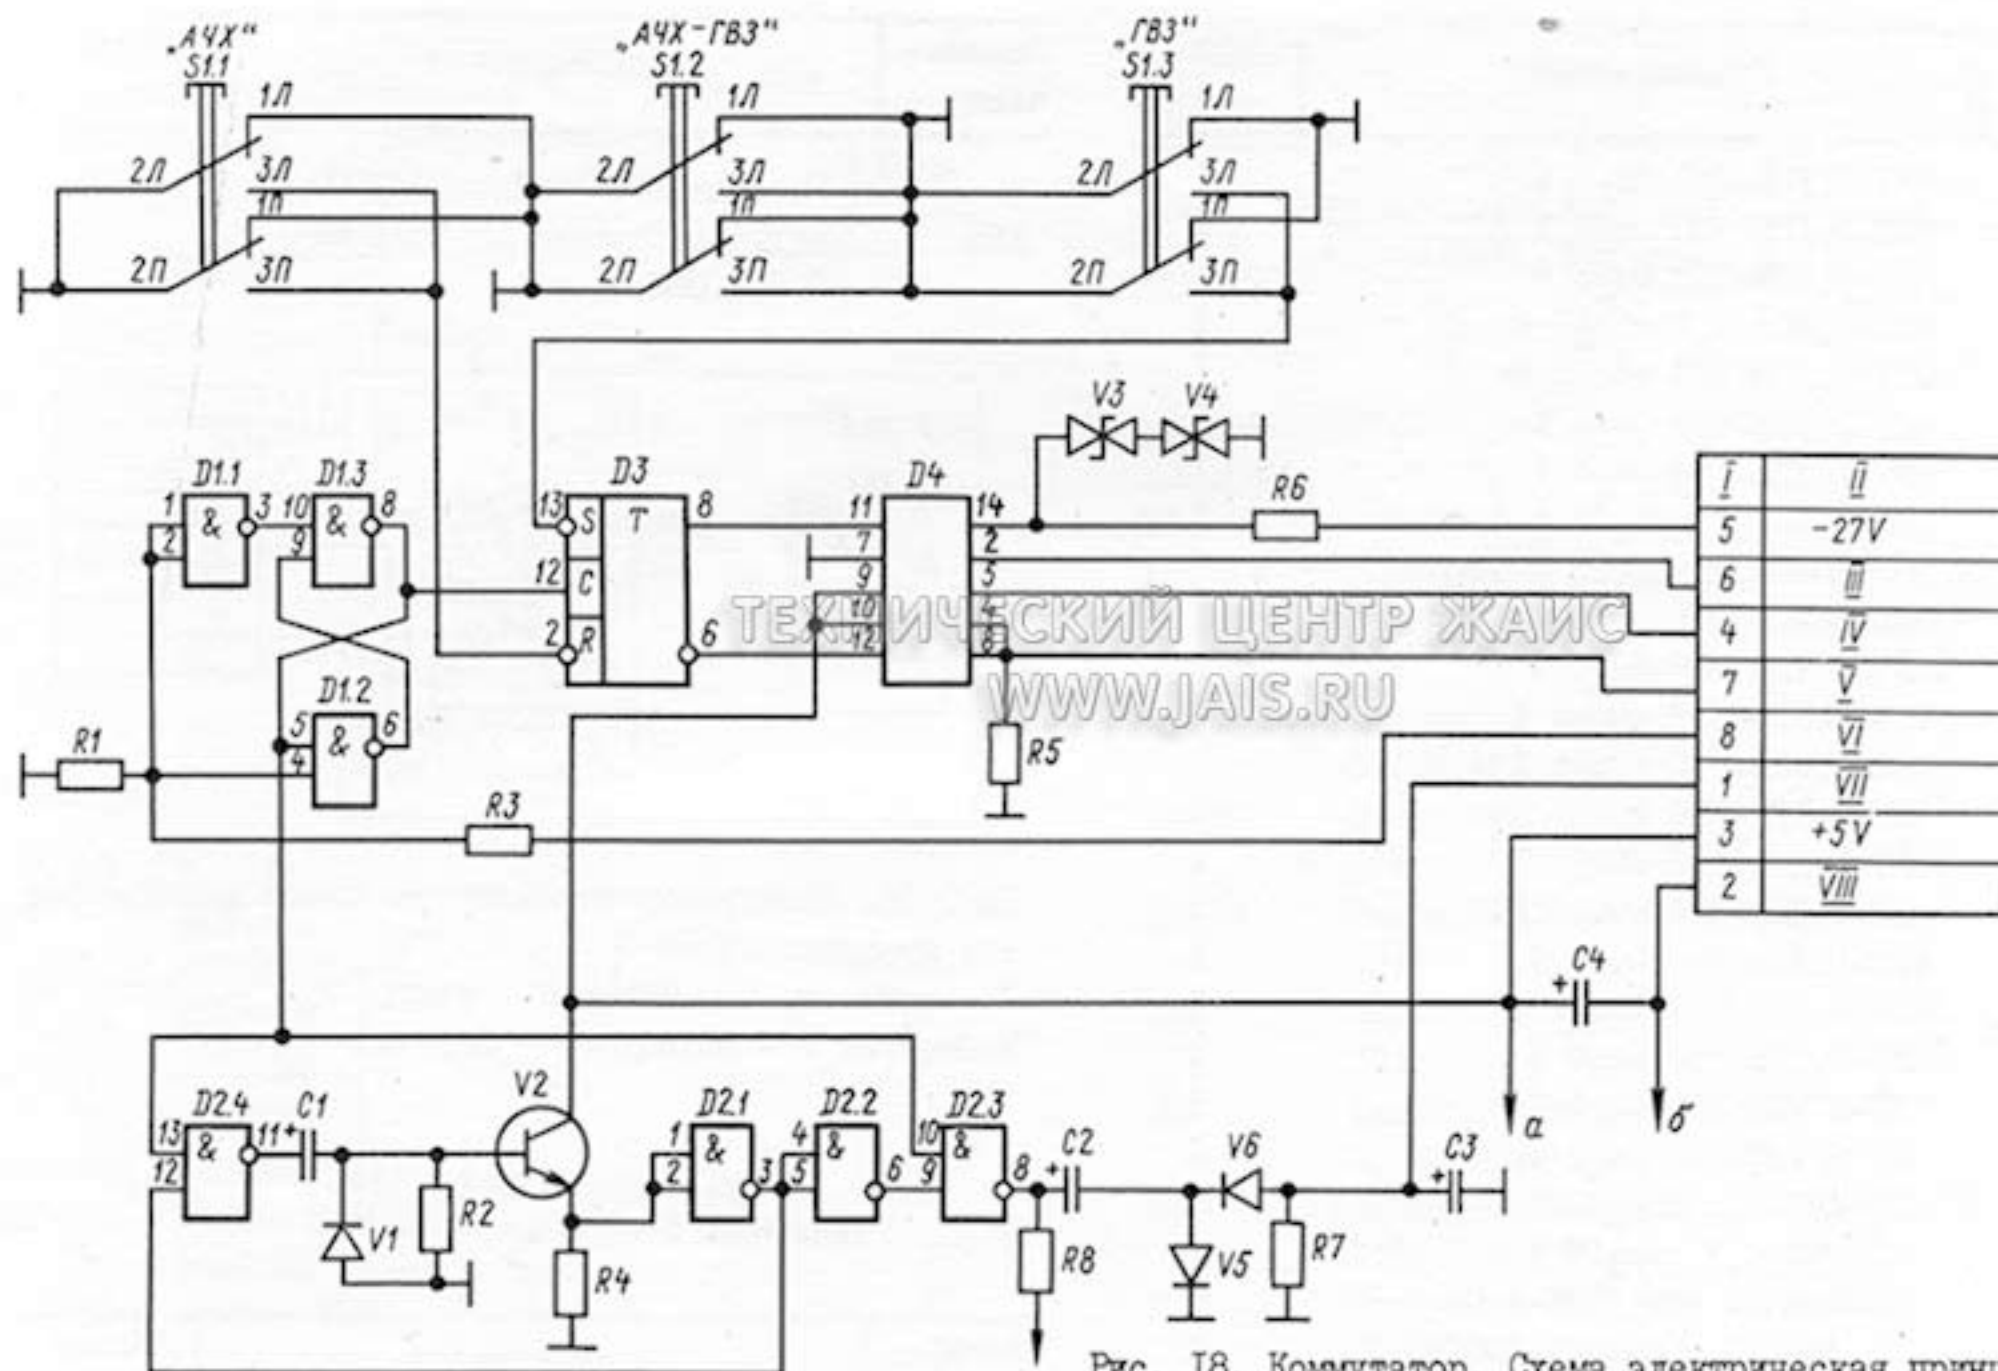 „АЧХ“ „АЧХ-ГВЗ“ „ГВЗ“
S1.1 S1.2 S1.3
1Л 1Л 1Л
2Л 3Л 2Л 3Л 2Л 3Л
1П 1П 1П
2П 3П 2П 3П 2П 3П
V3 V4
D1.1 D1.3 D3 D4 R6
1 & 3 10 & 8 13 S T 8 11 14
2 9 7 2
12 C 9 5
10 4
2 R 6 12 8
I II
5 -27V
6 III
4 IV
7 V
8 VI
1 VII
3 +5V
2 VIII
ТЕХНИЧЕСКИЙ ЦЕНТР ЖАИС
WWW.JAIS.RU
D1.2
5 & 6
4
R1 R5
R3
C4
+
а б
V2
D2.4 C1 D2.1 D2.2 D2.3 C2 V6 C3
13 & 11 + 1 & 3 4 & 6 10 & 8 + +
12 2 5 9
V1 R2 R4 R8 V5 R7
Рис. I8. Коммутатор. Схема электрическая